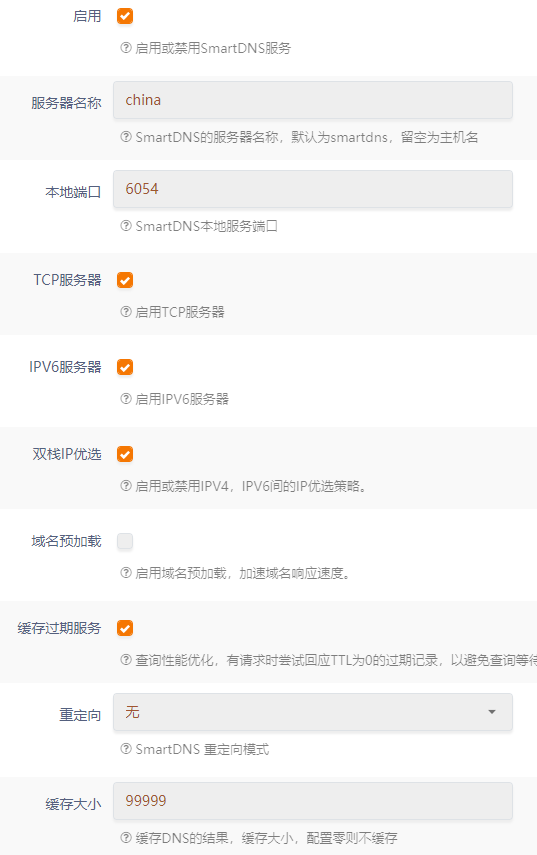 启用
启用或禁用SmartDNS服务
服务器名称 china
SmartDNS的服务器名称，默认为smartdns，留空为主机名
本地端口 6054
SmartDNS本地服务端口
TCP服务器
启用TCP服务器
IPV6服务器
启用IPV6服务器
双栈IP优选
启用或禁用IPV4，IPV6间的IP优选策略。
域名预加载
启用域名预加载，加速域名响应速度。
缓存过期服务
查询性能优化，有请求时尝试回应TTL为0的过期记录，以避免查询等待
重定向 无
SmartDNS 重定向模式
缓存大小 99999
缓存DNS的结果，缓存大小，配置零则不缓存